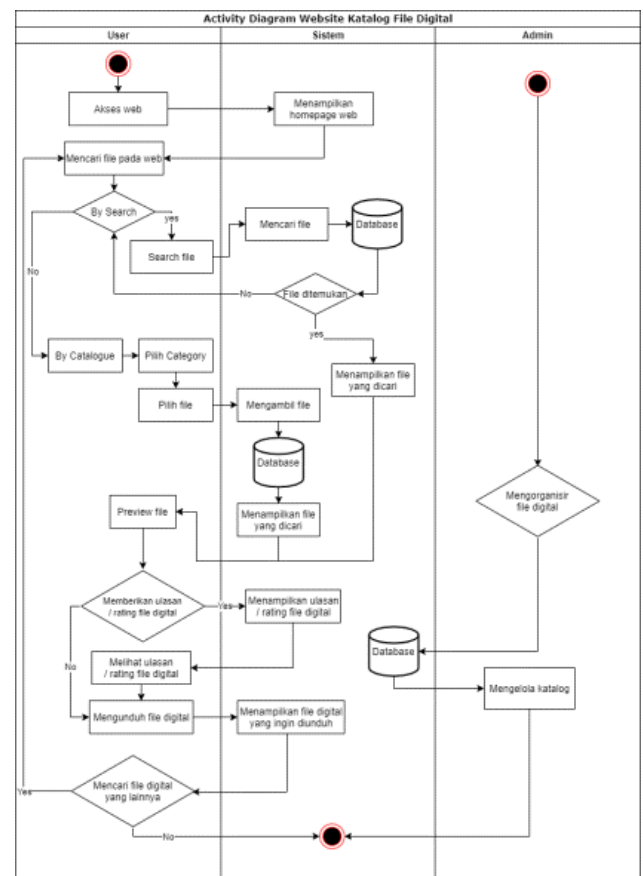 Activity Diagram Website Katalog File Digital
User
Sistem
Admin
Akses web
Menampilkan
homepage web
Mencari file pada web
By Search
yes
Search file
Mencari file
Database
File ditemukan
No
yes
No
By Catalogue
Pilih Category
Menampilkan file
yang dicari
Pilih file
Mengambil file
Database
Menampilkan file
yang dicari
Preview file
Mengorganisir
file digital
Memberikan ulasan
/ rating file digital
Yes
Menampilkan ulasan
/ rating file digital
No
Melihat ulasan
/ rating file digital
Database
Mengelola katalog
Mengunduh file digital
Menampilkan file digital
yang ingin diunduh
Mencari file digital
yang lainnya
Yes
No